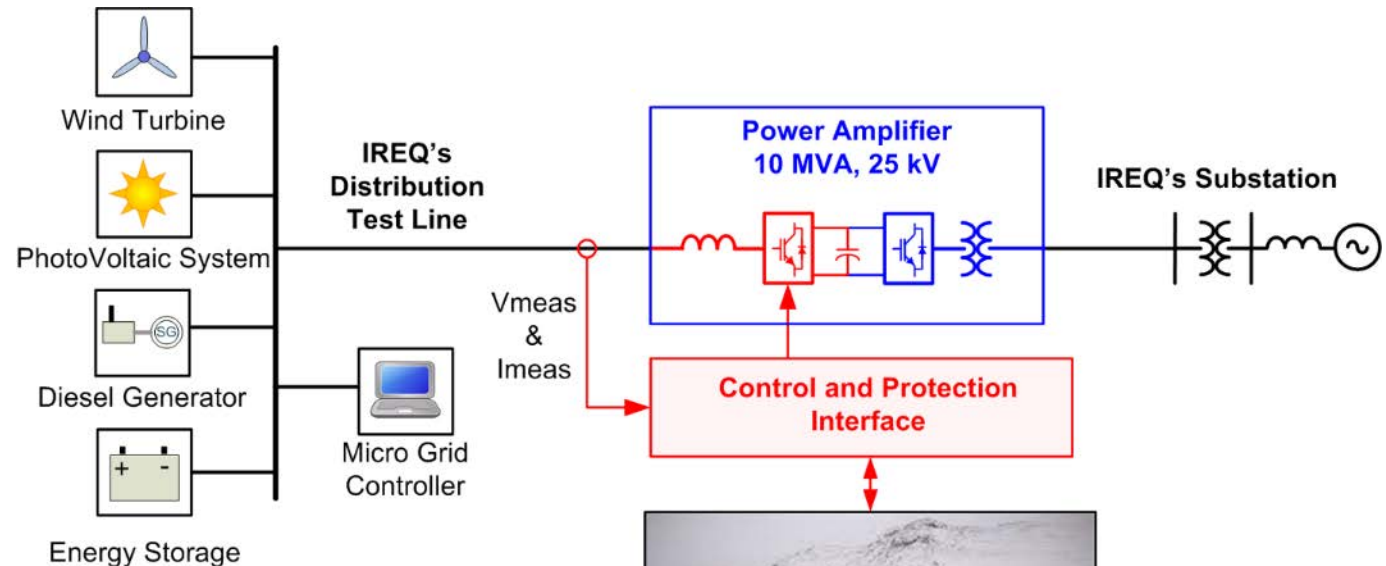 Wind Turbine
PhotoVoltaic System
SG
Diesel Generator
+ -
Energy Storage
Micro Grid
Controller
IREQ's
Distribution
Test Line
Vmeas
&
Imeas
Power Amplifier
10 MVA, 25 kV
Control and Protection
Interface
IREQ's Substation